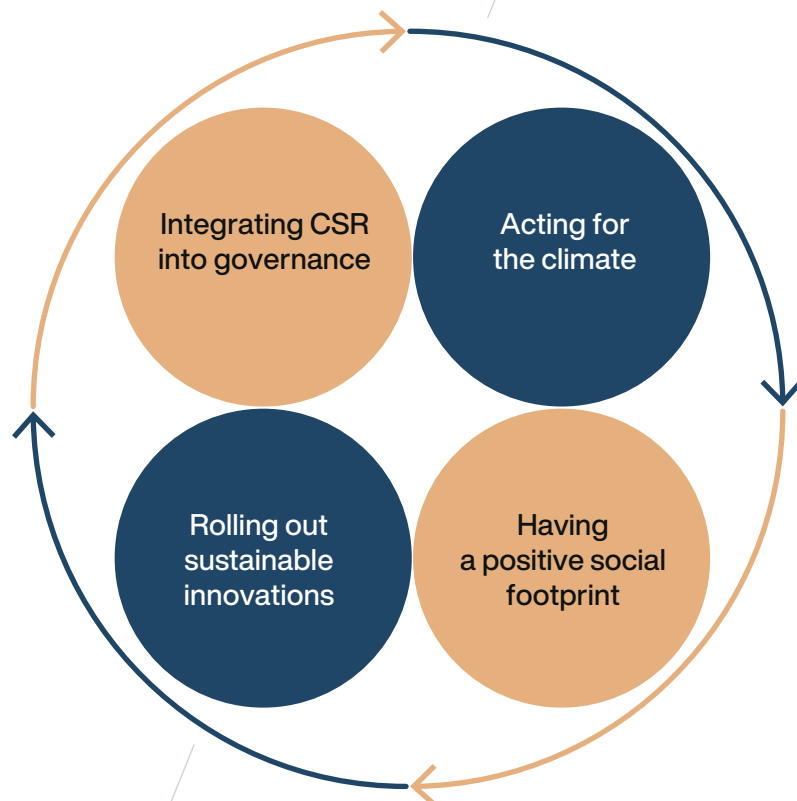 Integrating CSR
into governance
Acting for
the climate
Rolling out
sustainable
innovations
Having
a positive social
footprint